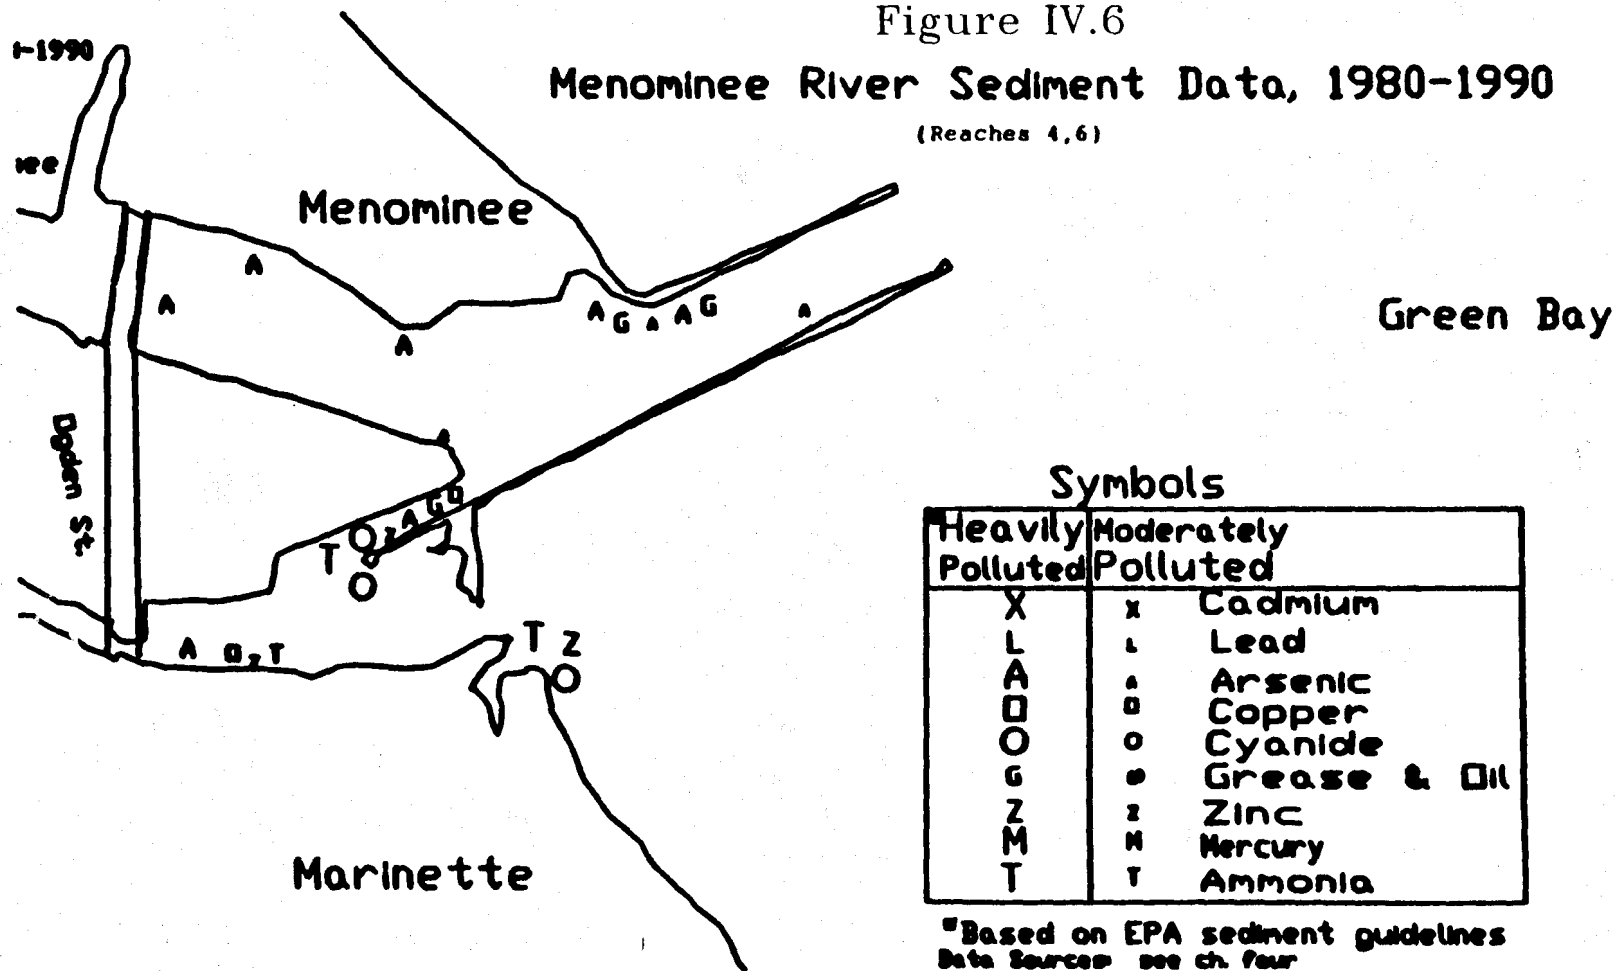 Figure IV.6
Menominee River Sediment Data, 1980-1990
(Reaches 4,6)
-1990
Menominee
A
A
A
A G A A G
A
Green Bay
A
Ogden St.
T O Z A G O
O
A O Z T
T Z
O
Marinette
Symbols
*Heavily Polluted Moderately Polluted
X x Cadmium
L L Lead
A A Arsenic
O O Copper
O O Cyanide
G Grease & Oil
Z Z Zinc
M M Mercury
T T Ammonia
*Based on EPA sediment guidelines
Data Sources see ch. four